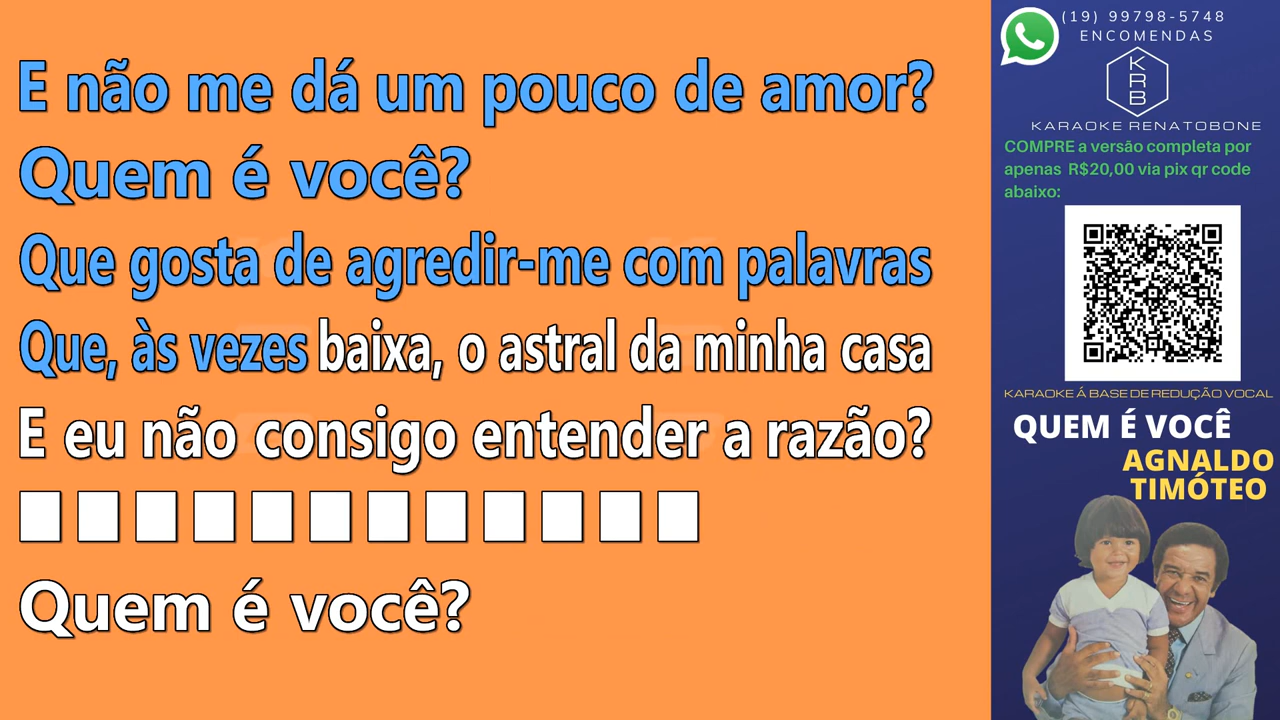 E não me dá um pouco de amor?
Quem é você?
Que gosta de agredir-me com palavras
Que, às vezes baixa, o astral da minha casa
E eu não consigo entender a razão?
Quem é você?
(19) 99798-5748
ENCOMENDAS
K
R
B
KARAOKE RENATOBONE
COMPRE a versão completa por
apenas R$20,00 via pix qr code
abaixo:
KARAOKE Á BASE DE REDUÇÃO VOCAL
QUEM É VOCÊ
AGNALDO
TIMÓTEO